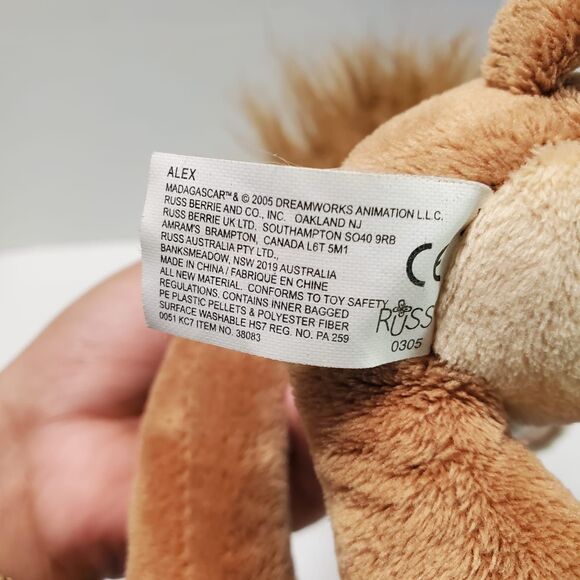 ALEX
MADAGASCAR™& © 2005 DREAMWORKS ANIMATION L.L.C.
RUSS BERRIE AND CO., INC. OAKLAND NJ
RUSS BERRIE UK LTD. SOUTHAMPTON SO40 9RB
AMRAM'S BRAMPTON, CANADA L6T 5M1
RUSS AUSTRALIA PTY LTD.,
BANKSMEADOW, NSW 2019 AUSTRALIA
MADE IN CHINA / FABRIQUÉ EN CHINE
ALL NEW MATERIAL. CONFORMS TO TOY SAFETY
REGULATIONS. CONTAINS INNER BAGGED
PE PLASTIC PELLETS & POLYESTER FIBER
SURFACE WASHABLE HS7 REG. NO. PA 259
0051 KC7 ITEM NO. 38083
CE
RUSS
0305